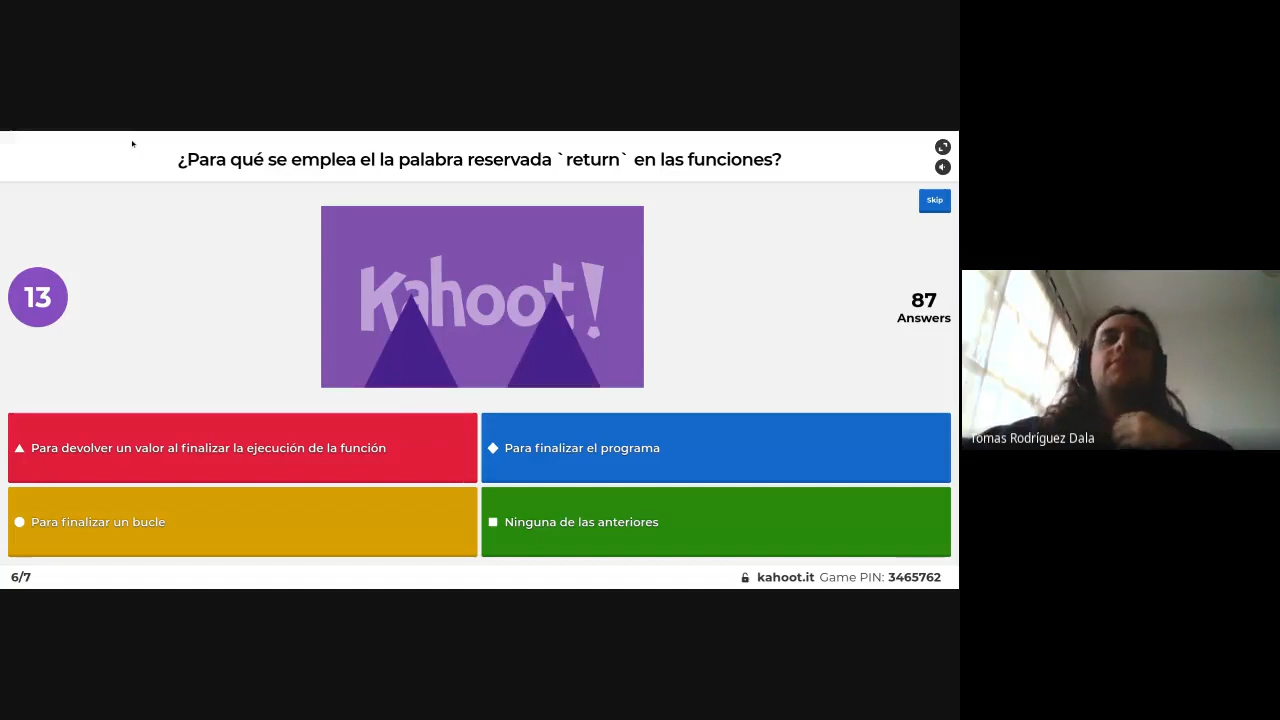 ¿Para qué se emplea el la palabra reservada `return` en las funciones?
Skip
13
Kahoot!
87
Answers
Para devolver un valor al finalizar la ejecución de la función
Para finalizar el programa
Para finalizar un bucle
Ninguna de las anteriores
6/7
kahoot.it Game PIN: 3465762
Tomas Rodríguez Dala